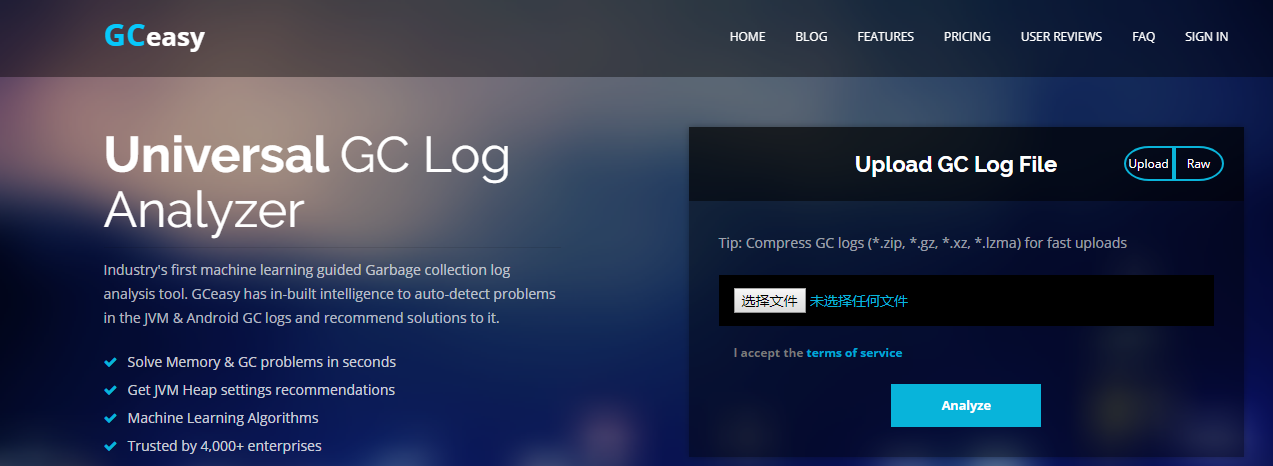 GCeasy
HOME BLOG FEATURES PRICING USER REVIEWS FAQ SIGN IN
Universal GC Log
Analyzer
Industry's first machine learning guided Garbage collection log
analysis tool. GCeasy has in-built intelligence to auto-detect problems
in the JVM & Android GC logs and recommend solutions to it.
Solve Memory & GC problems in seconds
Get JVM Heap settings recommendations
Machine Learning Algorithms
Trusted by 4,000+ enterprises
Upload GC Log File
Upload Raw
Tip: Compress GC logs (*.zip, *.gz, *.xz, *.lzma) for fast uploads
选择文件 未选择任何文件
I accept the terms of service
Analyze